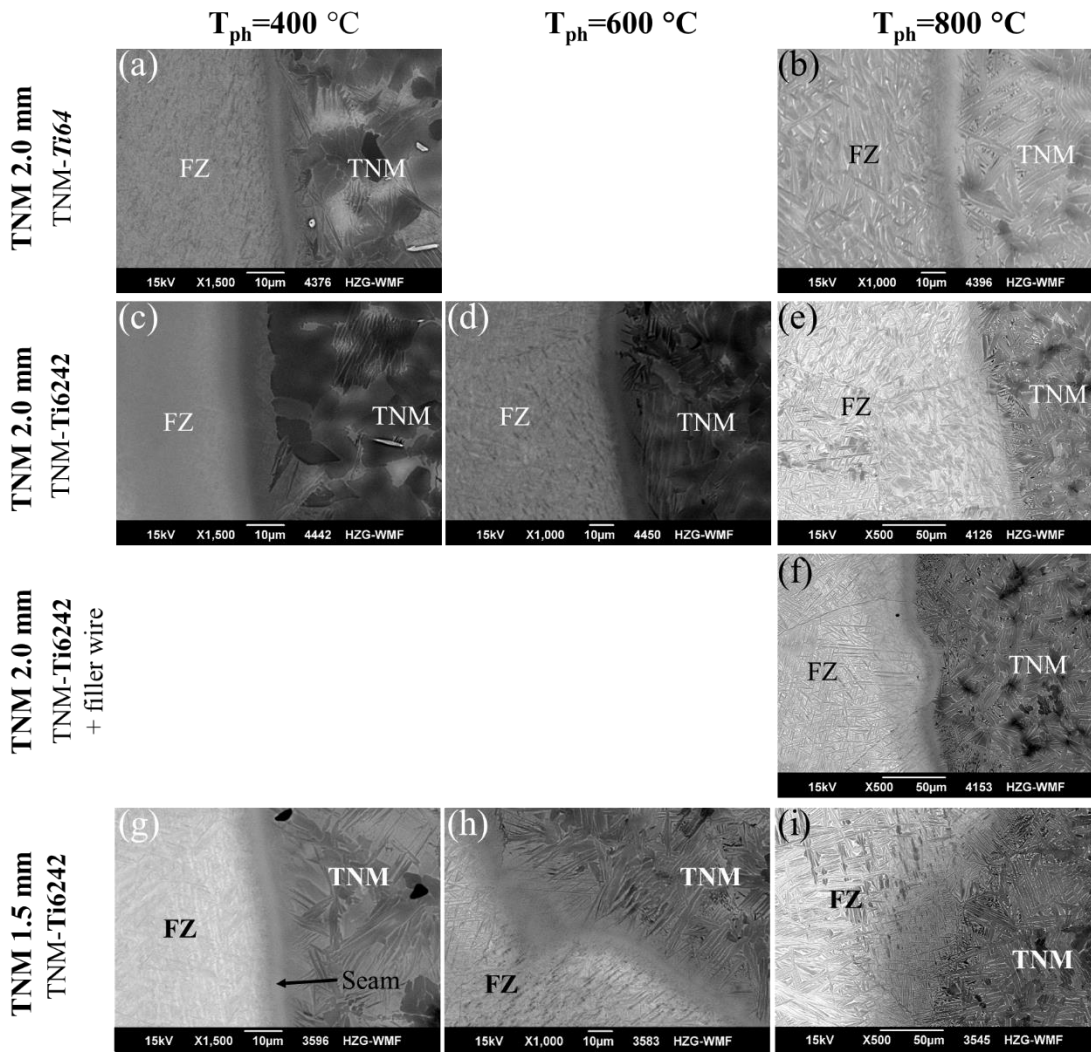 T_ph=400 °C
T_ph=600 °C
T_ph=800 °C
TNM 2.0 mm
TNM-Ti64
(a)
FZ
TNM
15kV X1,500 10µm 4376 HZG-WMF
(b)
FZ
TNM
15kV X1,000 10µm 4396 HZG-WMF
TNM 2.0 mm
TNM-Ti6242
(c)
FZ
TNM
15kV X1,500 10µm 4442 HZG-WMF
(d)
FZ
TNM
15kV X1,000 10µm 4450 HZG-WMF
(e)
FZ
TNM
15kV X500 50µm 4126 HZG-WMF
TNM 2.0 mm
TNM-Ti6242
+ filler wire
(f)
FZ
TNM
15kV X500 50µm 4153 HZG-WMF
TNM 1.5 mm
TNM-Ti6242
(g)
TNM
FZ
Seam
15kV X1,500 10µm 3596 HZG-WMF
(h)
TNM
FZ
15kV X1,000 10µm 3583 HZG-WMF
(i)
FZ
TNM
15kV X500 50µm 3545 HZG-WMF